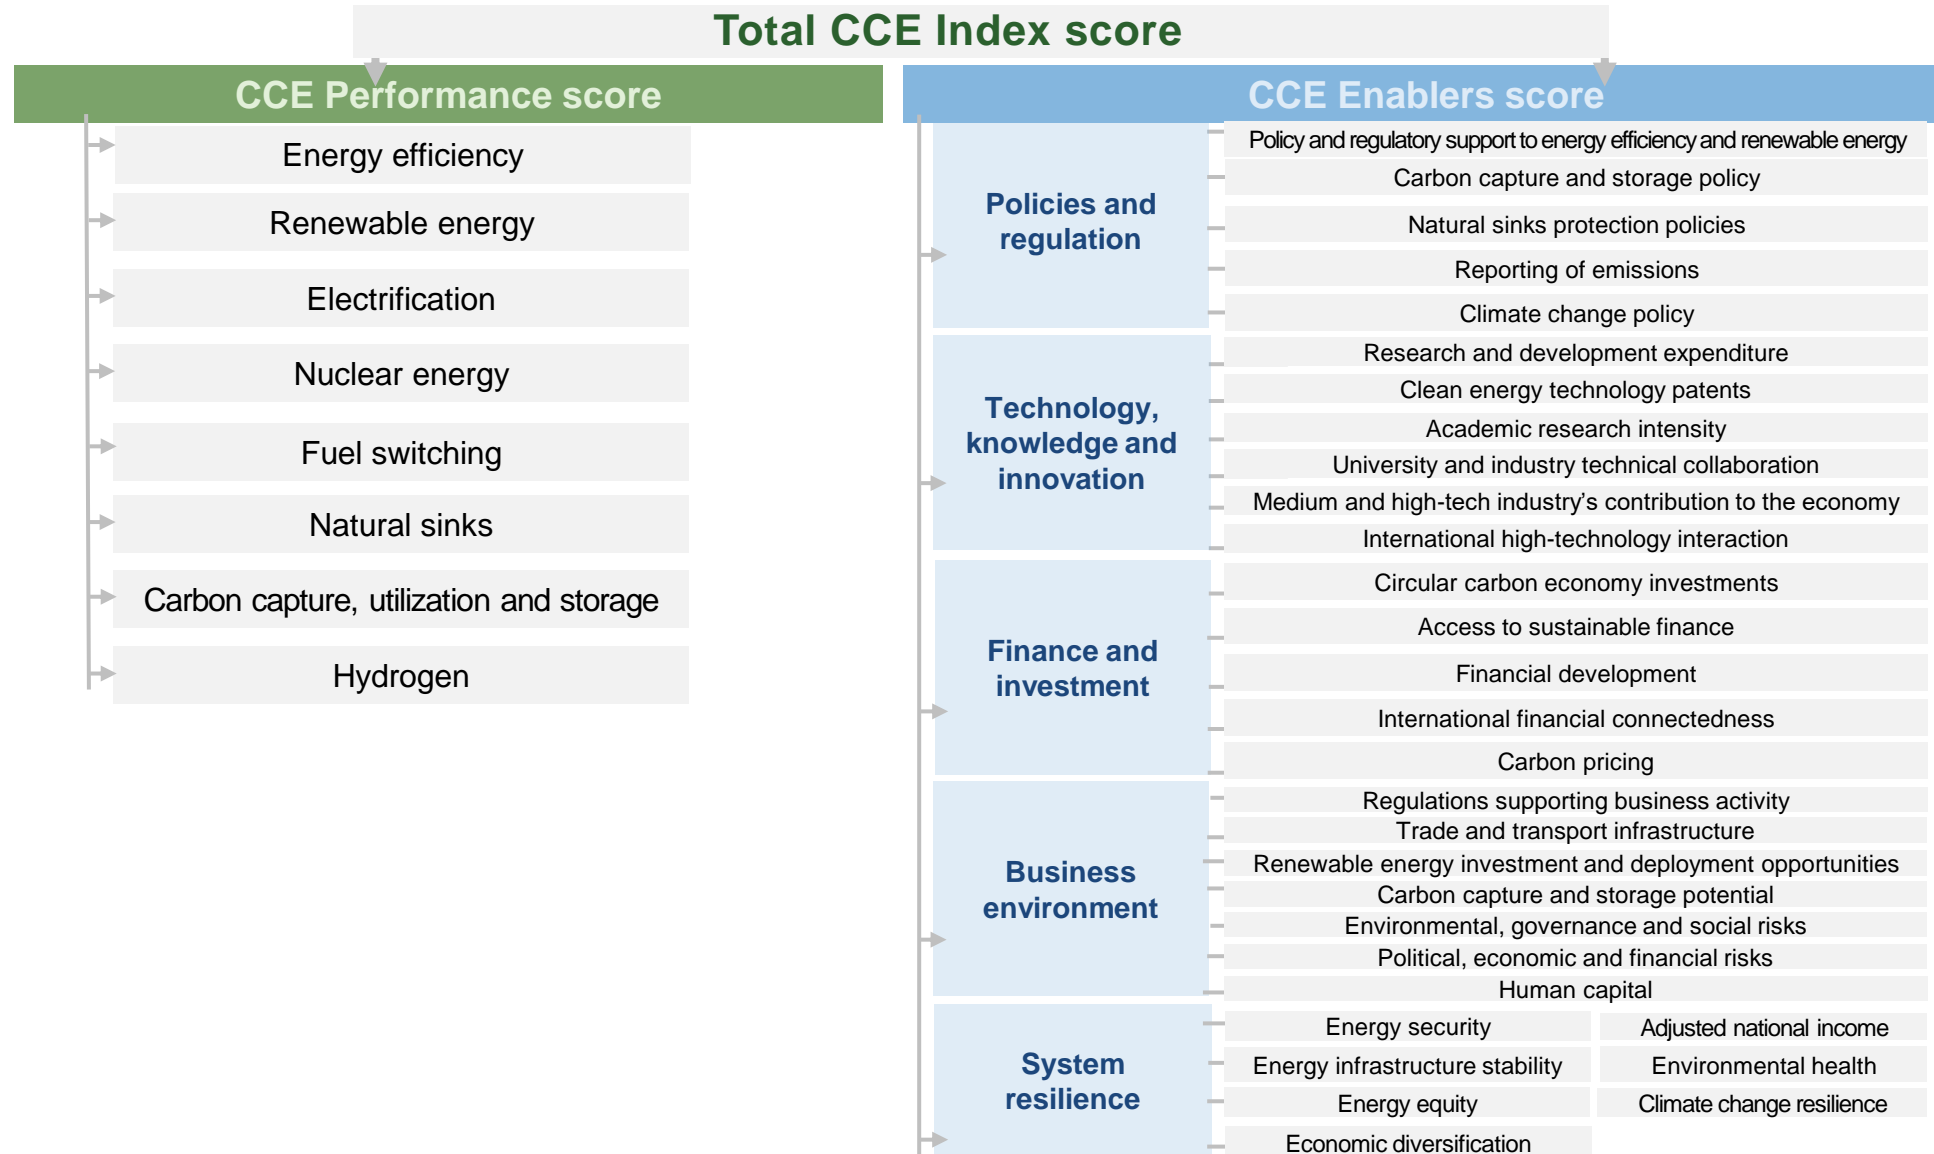 Total CCE Index score
CCE Performance score
Energy efficiency
Renewable energy
Electrification
Nuclear energy
Fuel switching
Natural sinks
Carbon capture, utilization and storage
Hydrogen
CCE Enablers score
Policies and
regulation
Policy and regulatory support to energy efficiency and renewable energy
Carbon capture and storage policy
Natural sinks protection policies
Reporting of emissions
Climate change policy
Technology,
knowledge and
innovation
Research and development expenditure
Clean energy technology patents
Academic research intensity
University and industry technical collaboration
Medium and high-tech industry’s contribution to the economy
International high-technology interaction
Finance and
investment
Circular carbon economy investments
Access to sustainable finance
Financial development
International financial connectedness
Carbon pricing
Business
environment
Regulations supporting business activity
Trade and transport infrastructure
Renewable energy investment and deployment opportunities
Carbon capture and storage potential
Environmental, governance and social risks
Political, economic and financial risks
Human capital
System
resilience
Energy security
Adjusted national income
Energy infrastructure stability
Environmental health
Energy equity
Climate change resilience
Economic diversification